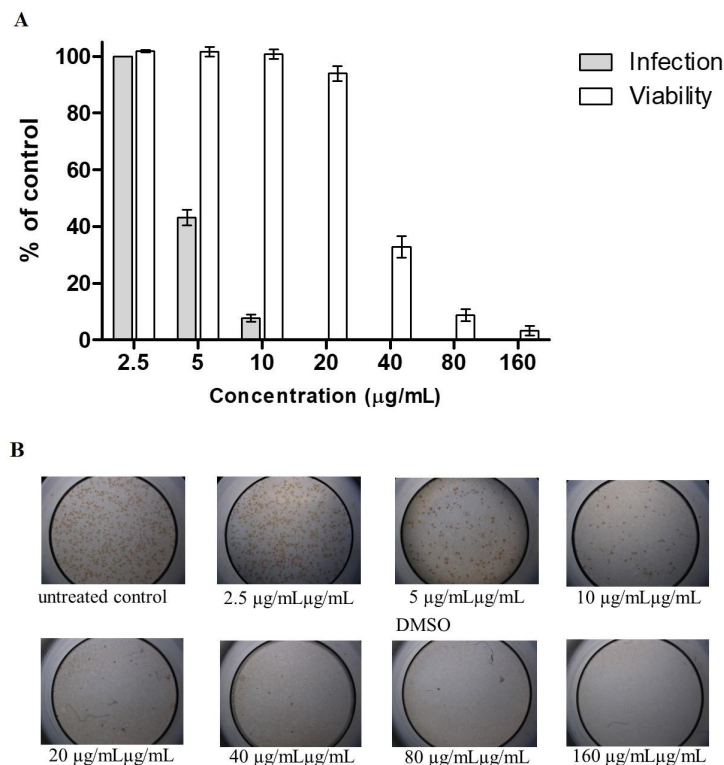 A
Infection
Viability
% of control
100
80
60
40
20
0
2.5 5 10 20 40 80 160
Concentration (μg/mL)
B
untreated control
2.5 µg/mLµg/mL
5 µg/mLµg/mL
10 µg/mLµg/mL
DMSO
20 µg/mLµg/mL
40 µg/mLµg/mL
80 µg/mLµg/mL
160 µg/mLµg/mL